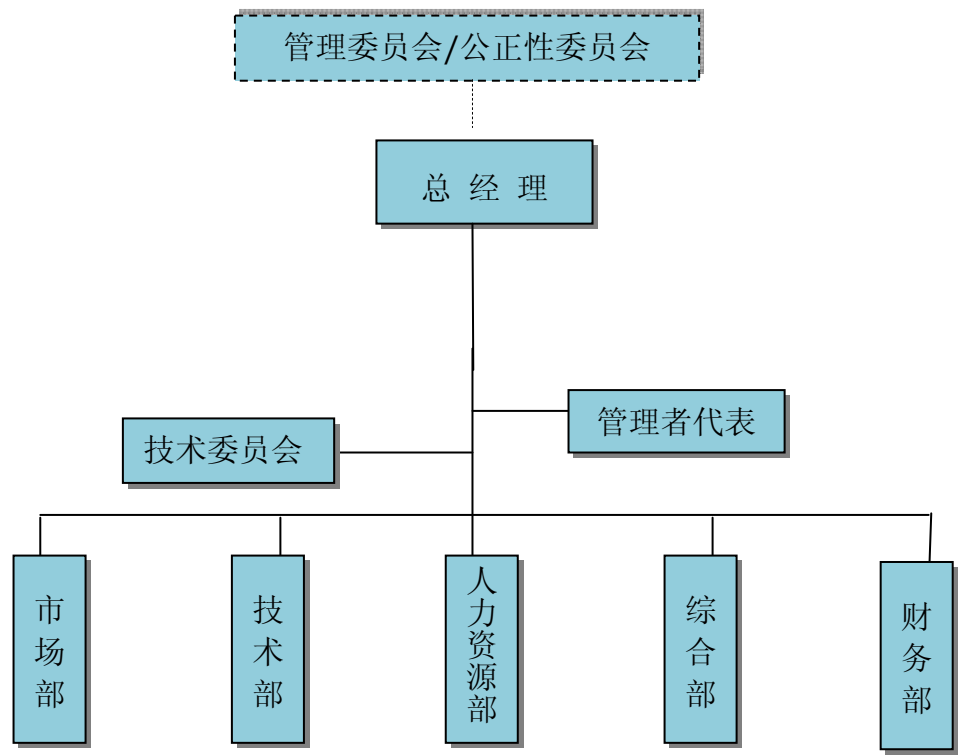 管理委员会/公正性委员会
总 经 理
管理者代表
技术委员会
市场部
技术部
人力资源部
综合部
财务部